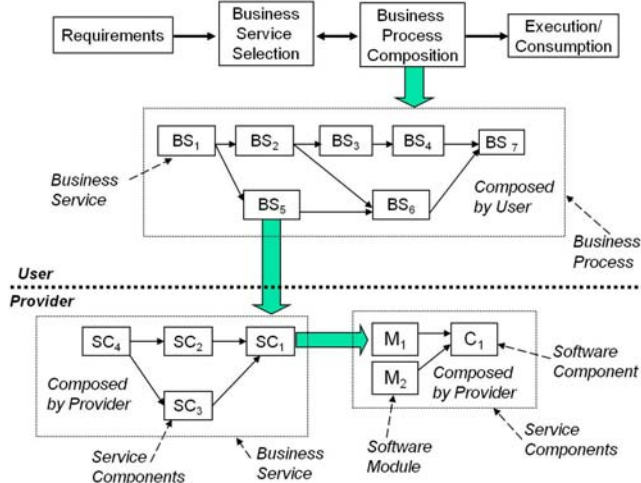 Requirements
Business
Service
Selection
Business
Process
Composition
Execution/
Consumption
BS₁
BS₂
BS₃
BS₄
BS ₇
Business
Service
BS₅
BS₆
Composed
by User
Business
Process
User
Provider
SC₄
SC₂
SC₁
M₁
C₁
Composed
by Provider
SC₃
M₂
Composed
by Provider
Software
Component
Service
Components
Business
Service
Software
Module
Service
Components